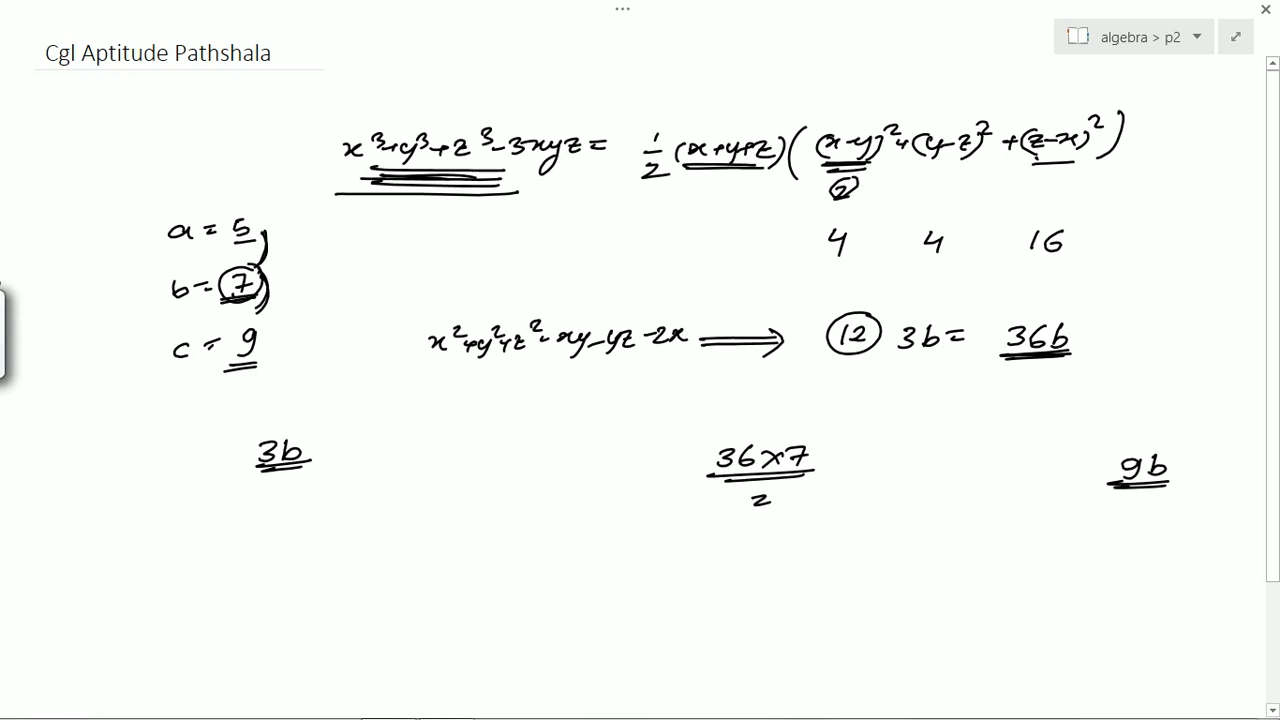 ...
algebra > p2
Cgl Aptitude Pathshala
x³+y³+z³-3xyz= 1/2 (x+y+z)((x-y)²+(y-z)²+(z-x)²)
2
a = 5
4 4 16
b = 7
x²+y²+z²-xy-yz-zx ⟹ 12 3b = 36b
c = 9
3b 36×7/2 9b